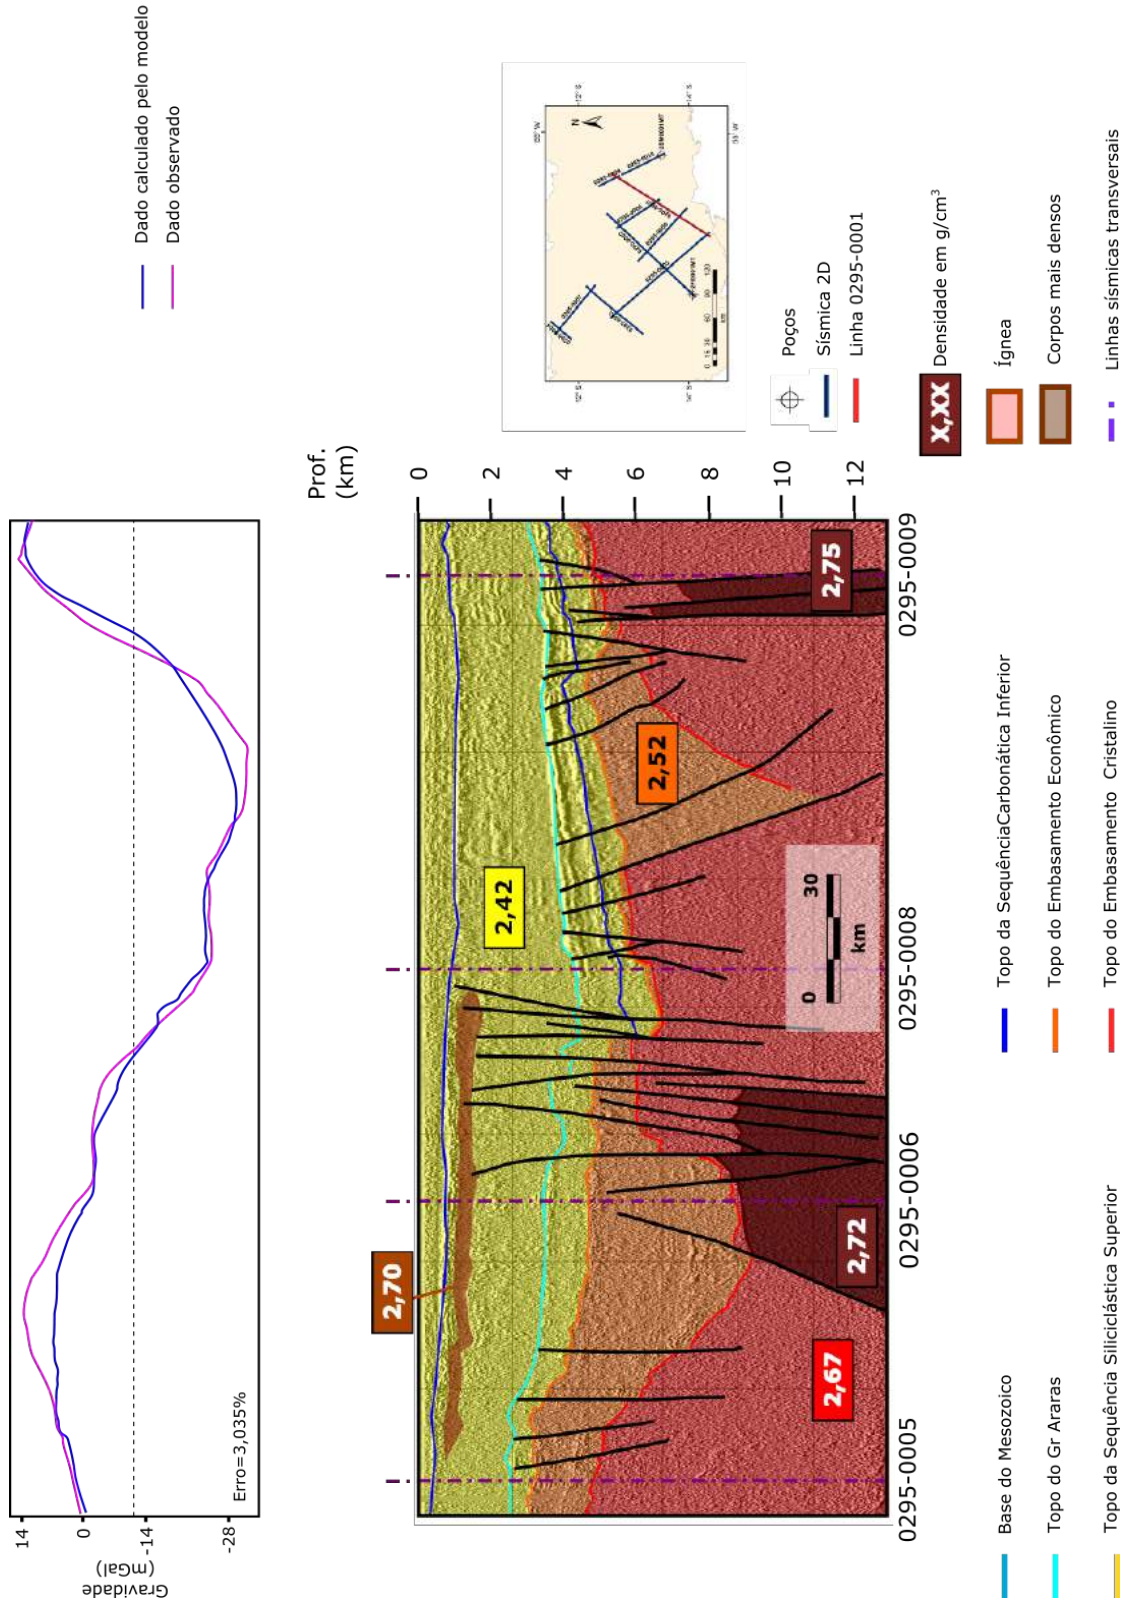 Dado calculado pelo modelo
Dado observado
14
0
-14
-28
Gravidade
(mGal)
Erro=3,035%
Prof.
(km)
0
2
4
6
8
10
12
2,70
2,42
2,52
2,75
2,72
2,67
0
30
km
0295-0005
0295-0006
0295-0008
0295-0009
N
Poços
Sísmica 2D
Linha 0295-0001
X,XX
Densidade em g/cm³
Ígnea
Corpos mais densos
Linhas sísmicas transversais
Base do Mesozoico
Topo do Gr Araras
Topo da Sequência Siliciclástica Superior
Topo da SequênciaCarbonática Inferior
Topo do Embasamento Econômico
Topo do Embasamento Cristalino